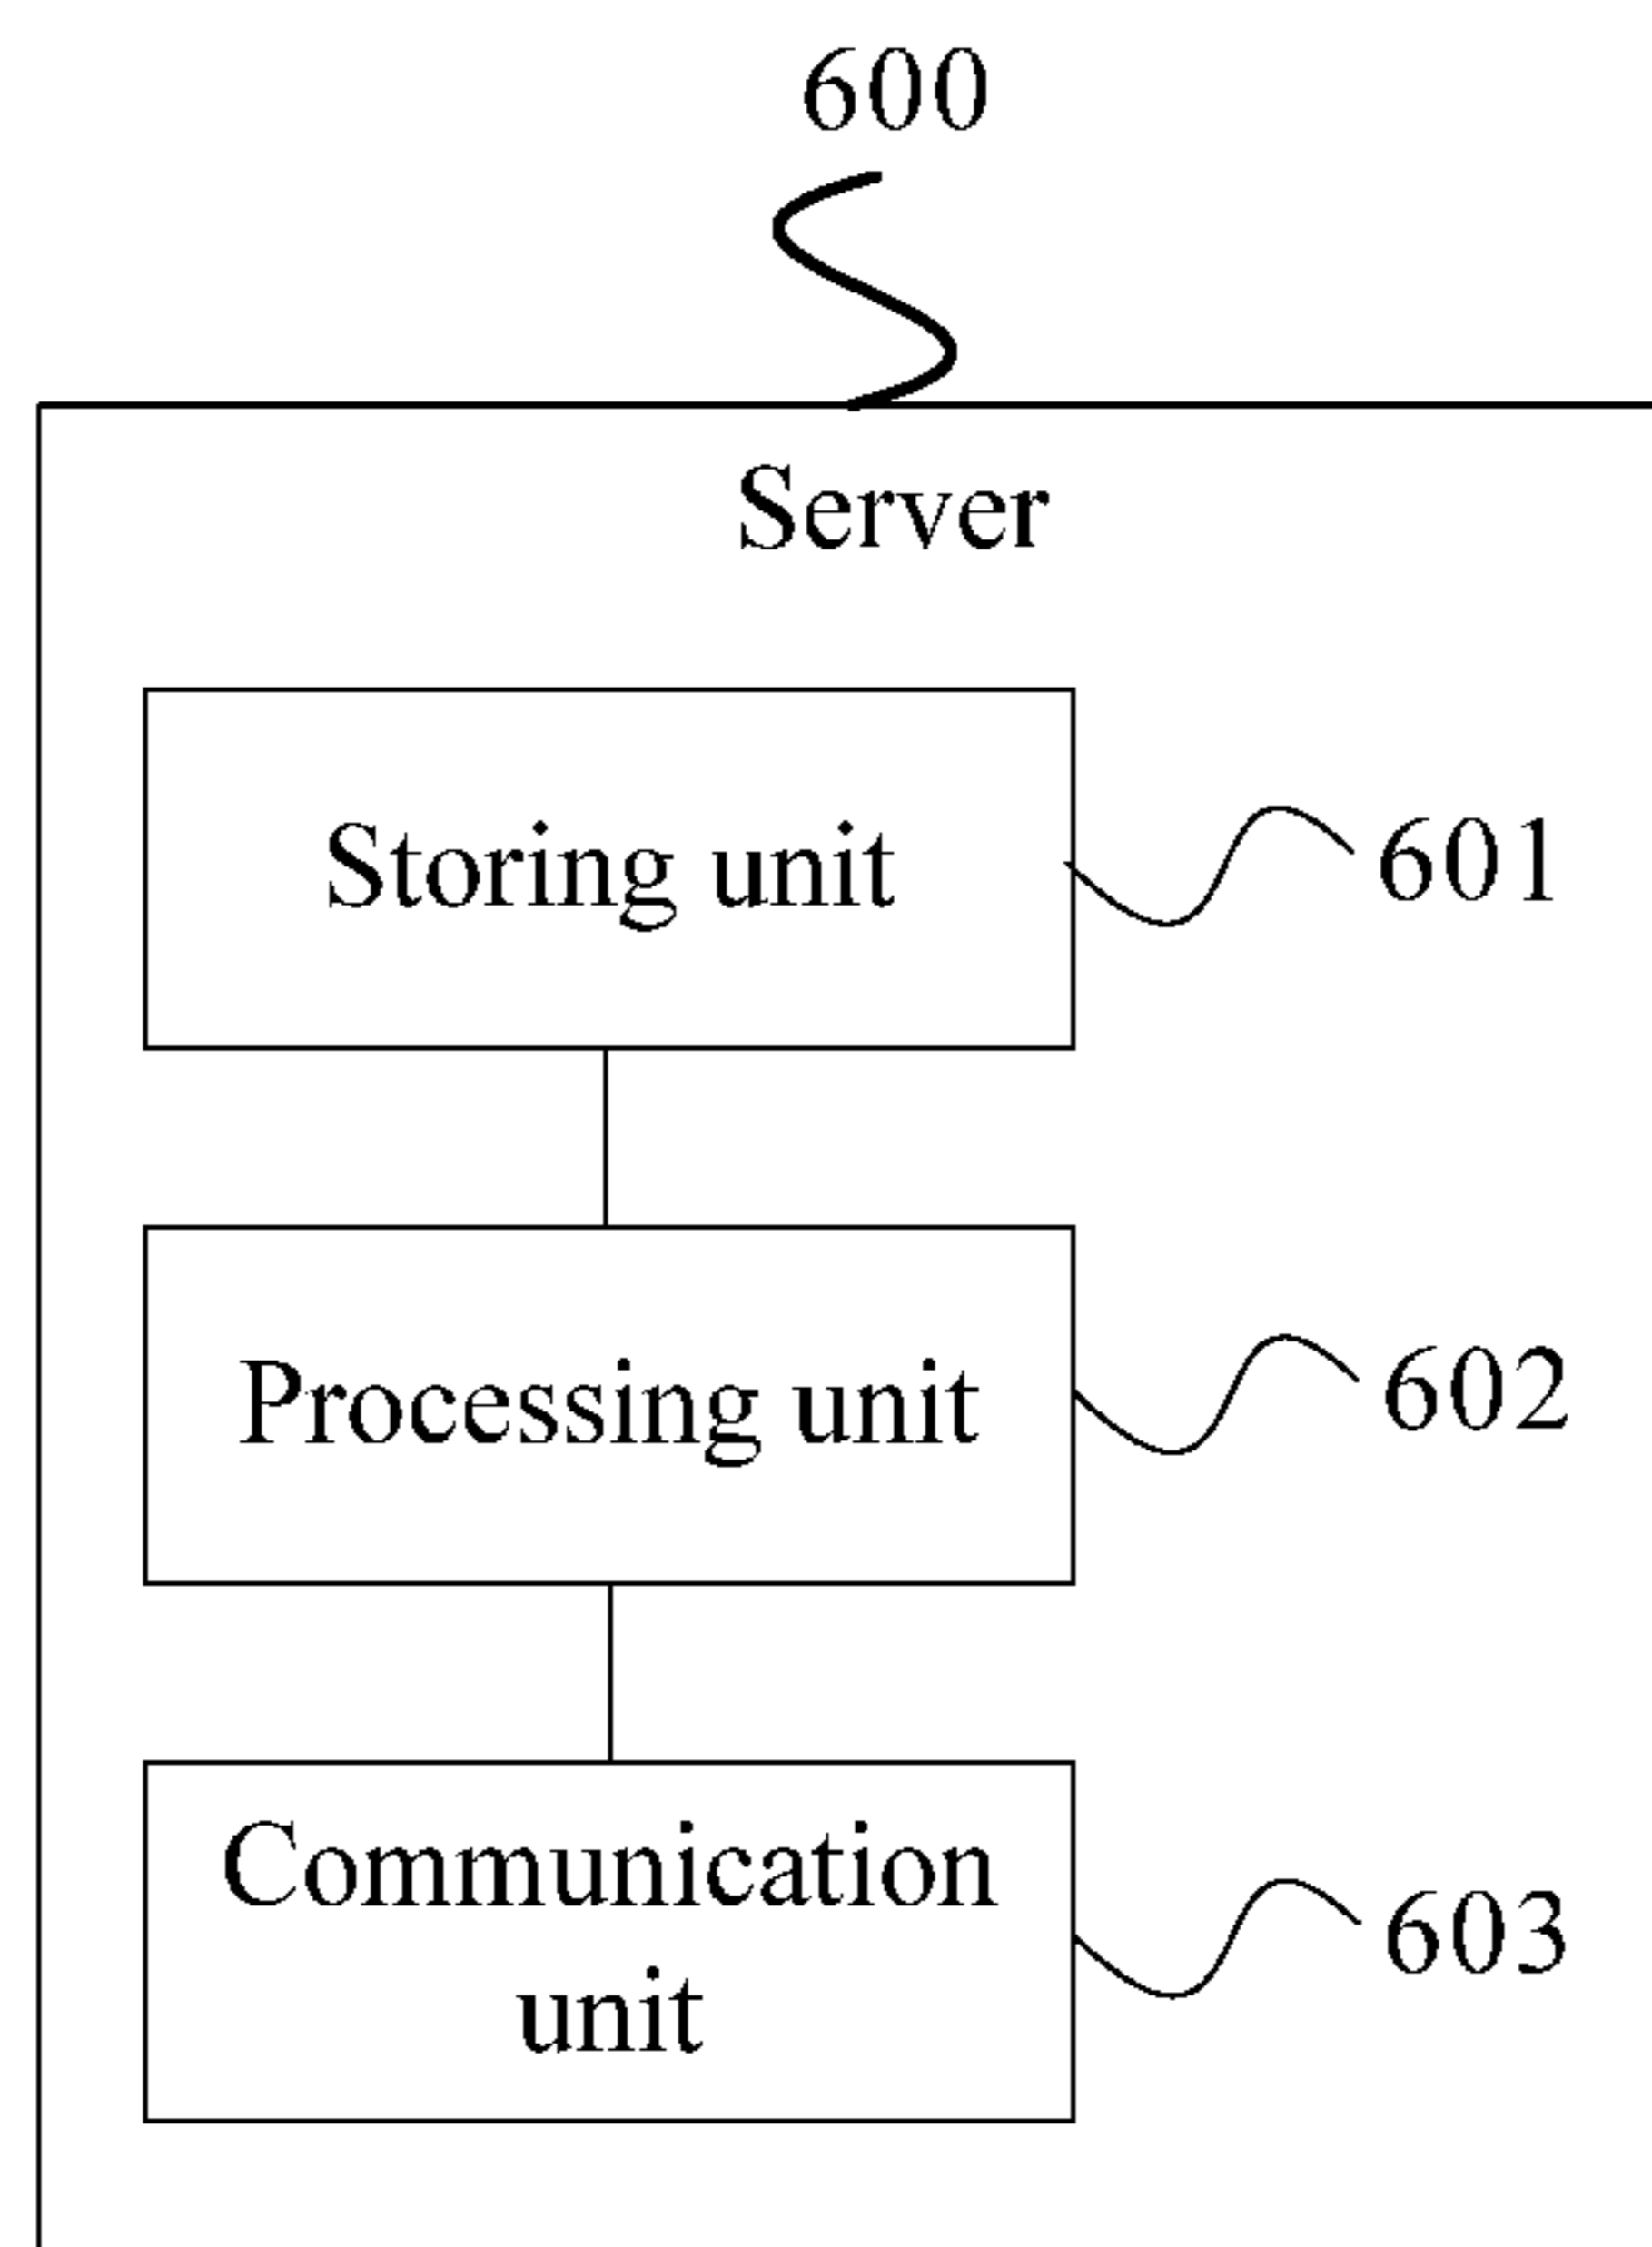 600
Server
Storing unit
601
Processing unit
602
Communication
unit
603